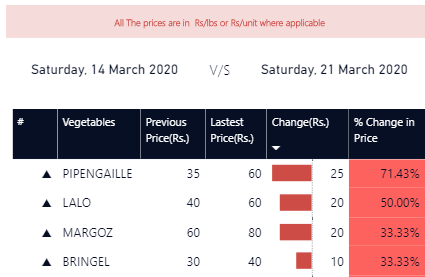 All The prices are in Rs/lbs or Rs/unit where applicable
Saturday, 14 March 2020 V/S Saturday, 21 March 2020
# Vegetables Previous Price(Rs.) Lastest Price(Rs.) Change(Rs.) % Change in Price
PIPENGAILLE 35 60 25 71.43%
LALO 40 60 20 50.00%
MARGOZ 60 80 20 33.33%
BRINGEL 30 40 10 33.33%